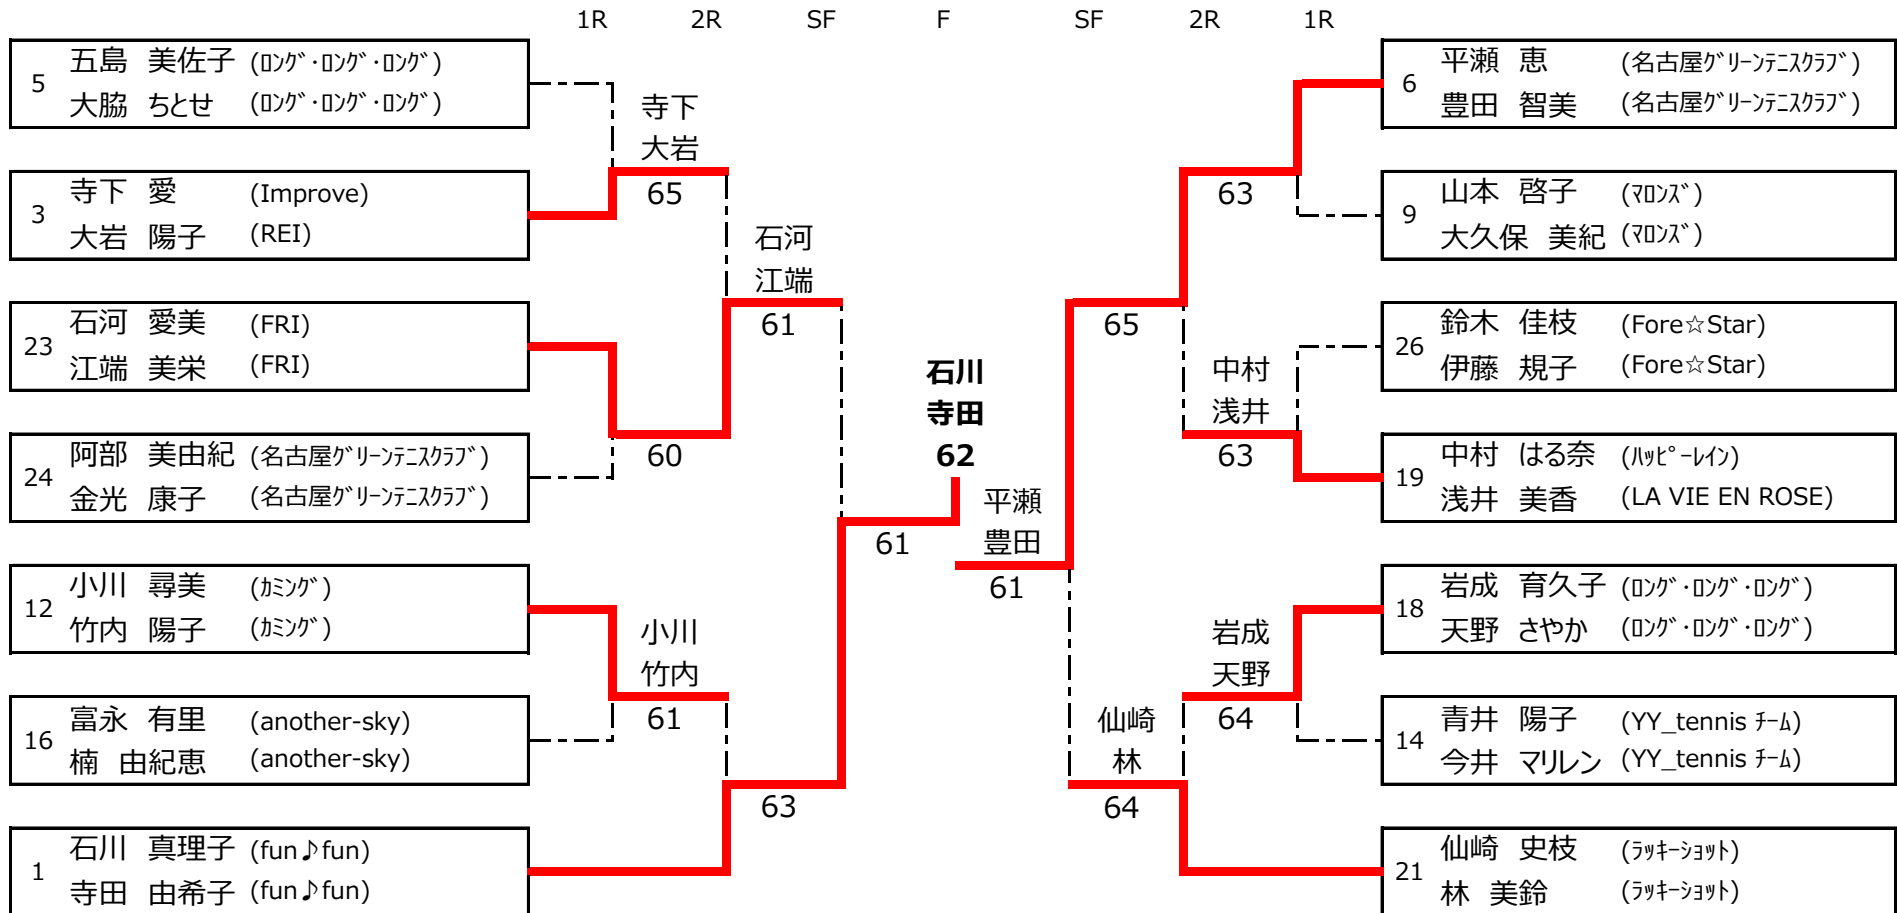 1R 2R SF F SF 2R 1R
5 五島 美佐子 (ﾛﾝｸﾞ･ﾛﾝｸﾞ･ﾛﾝｸﾞ)
大脇 ちとせ (ﾛﾝｸﾞ･ﾛﾝｸﾞ･ﾛﾝｸﾞ)
3 寺下 愛 (Improve)
大岩 陽子 (REI)
23 石河 愛美 (FRI)
江端 美栄 (FRI)
24 阿部 美由紀 (名古屋ｸﾞﾘｰﾝﾃﾆｽｸﾗﾌﾞ)
金光 康子 (名古屋ｸﾞﾘｰﾝﾃﾆｽｸﾗﾌﾞ)
12 小川 尋美 (ｶﾐﾝｸﾞ)
竹内 陽子 (ｶﾐﾝｸﾞ)
16 富永 有里 (another-sky)
楠 由紀恵 (another-sky)
1 石川 真理子 (fun♪fun)
寺田 由希子 (fun♪fun)
寺下
大岩
65
60
小川
竹内
61
石河
江端
61
63
61
石川
寺田
62
平瀬
豊田
61
65
仙崎
林
64
63
中村
浅井
63
岩成
天野
64
6 平瀬 恵 (名古屋ｸﾞﾘｰﾝﾃﾆｽｸﾗﾌﾞ)
豊田 智美 (名古屋ｸﾞﾘｰﾝﾃﾆｽｸﾗﾌﾞ)
9 山本 啓子 (ﾏﾛﾝｽﾞ)
大久保 美紀 (ﾏﾛﾝｽﾞ)
26 鈴木 佳枝 (Fore☆Star)
伊藤 規子 (Fore☆Star)
19 中村 はる奈 (ﾊｯﾋﾟｰﾚｲﾝ)
浅井 美香 (LA VIE EN ROSE)
18 岩成 育久子 (ﾛﾝｸﾞ･ﾛﾝｸﾞ･ﾛﾝｸﾞ)
天野 さやか (ﾛﾝｸﾞ･ﾛﾝｸﾞ･ﾛﾝｸﾞ)
14 青井 陽子 (YY_tennis ﾁｰﾑ)
今井 マリレン (YY_tennis ﾁｰﾑ)
21 仙崎 史枝 (ﾗｯｷｰｼｮｯﾄ)
林 美鈴 (ﾗｯｷｰｼｮｯﾄ)